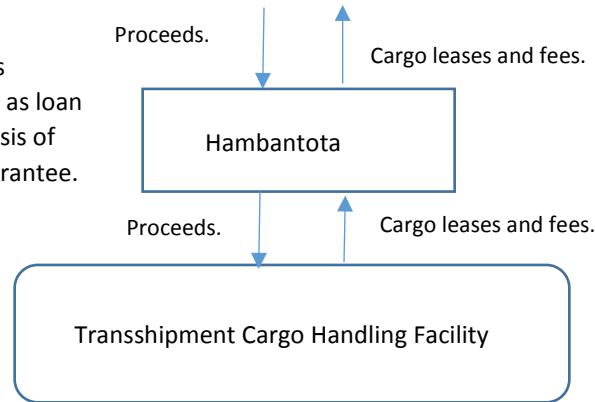 Proceeds.
Cargo leases and fees.
s
as loan
sis of
rantee.
Hambantota
Proceeds.
Cargo leases and fees.
Transshipment Cargo Handling Facility